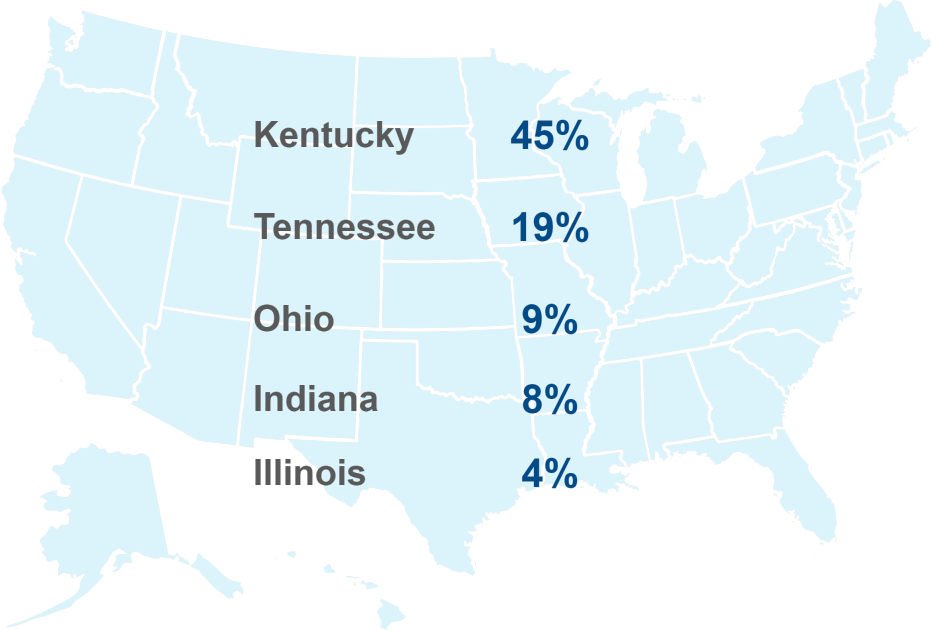 Kentucky 45%
Tennessee 19%
Ohio 9%
Indiana 8%
Illinois 4%